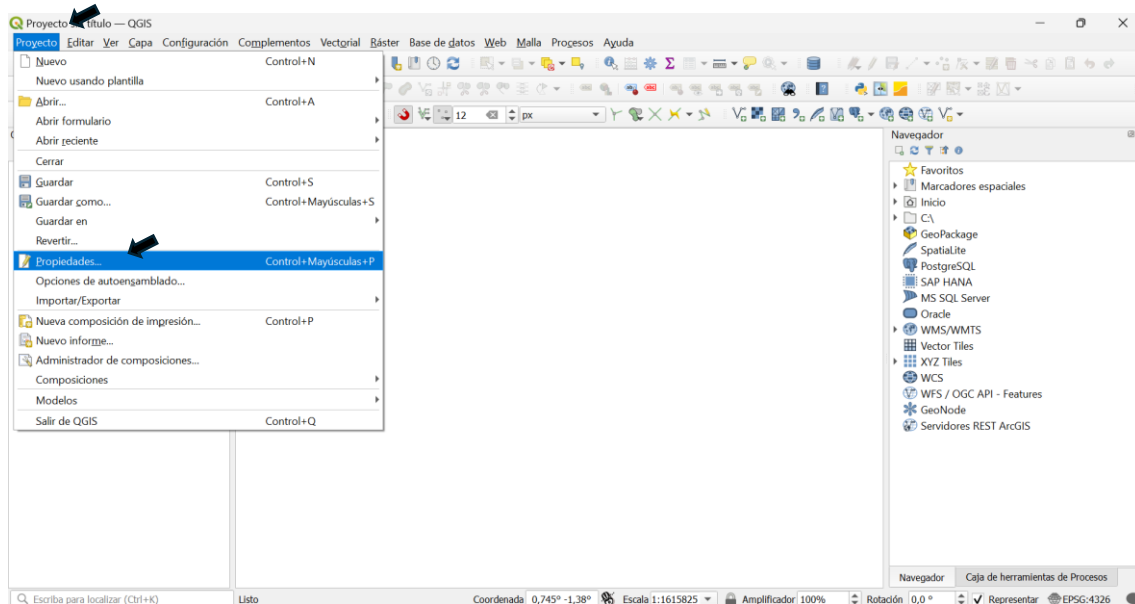 Proyecto título — QGIS
Proyecto Editar Ver Capa Configuración Complementos Vectorial Ráster Base de datos Web Malla Procesos Ayuda
Nuevo Control+N
Nuevo usando plantilla
Abrir... Control+A
Abrir formulario
Abrir reciente
Cerrar
Guardar Control+S
Guardar como... Control+Mayúsculas+S
Guardar en
Revertir...
Propiedades... Control+Mayúsculas+P
Opciones de autoensamblado...
Importar/Exportar
Nueva composición de impresión... Control+P
Nuevo informe...
Administrador de composiciones...
Composiciones
Modelos
Salir de QGIS Control+Q
12 px
Navegador
Favoritos
Marcadores espaciales
Inicio
C:\
GeoPackage
SpatiaLite
PostgreSQL
SAP HANA
MS SQL Server
Oracle
WMS/WMTS
Vector Tiles
XYZ Tiles
WCS
WFS / OGC API - Features
GeoNode
Servidores REST ArcGIS
Navegador Caja de herramientas de Procesos
Escriba para localizar (Ctrl+K) Listo Coordenada 0,745° -1,38° Escala 1:1615825 Amplificador 100% Rotación 0,0 ° Representar EPSG:4326